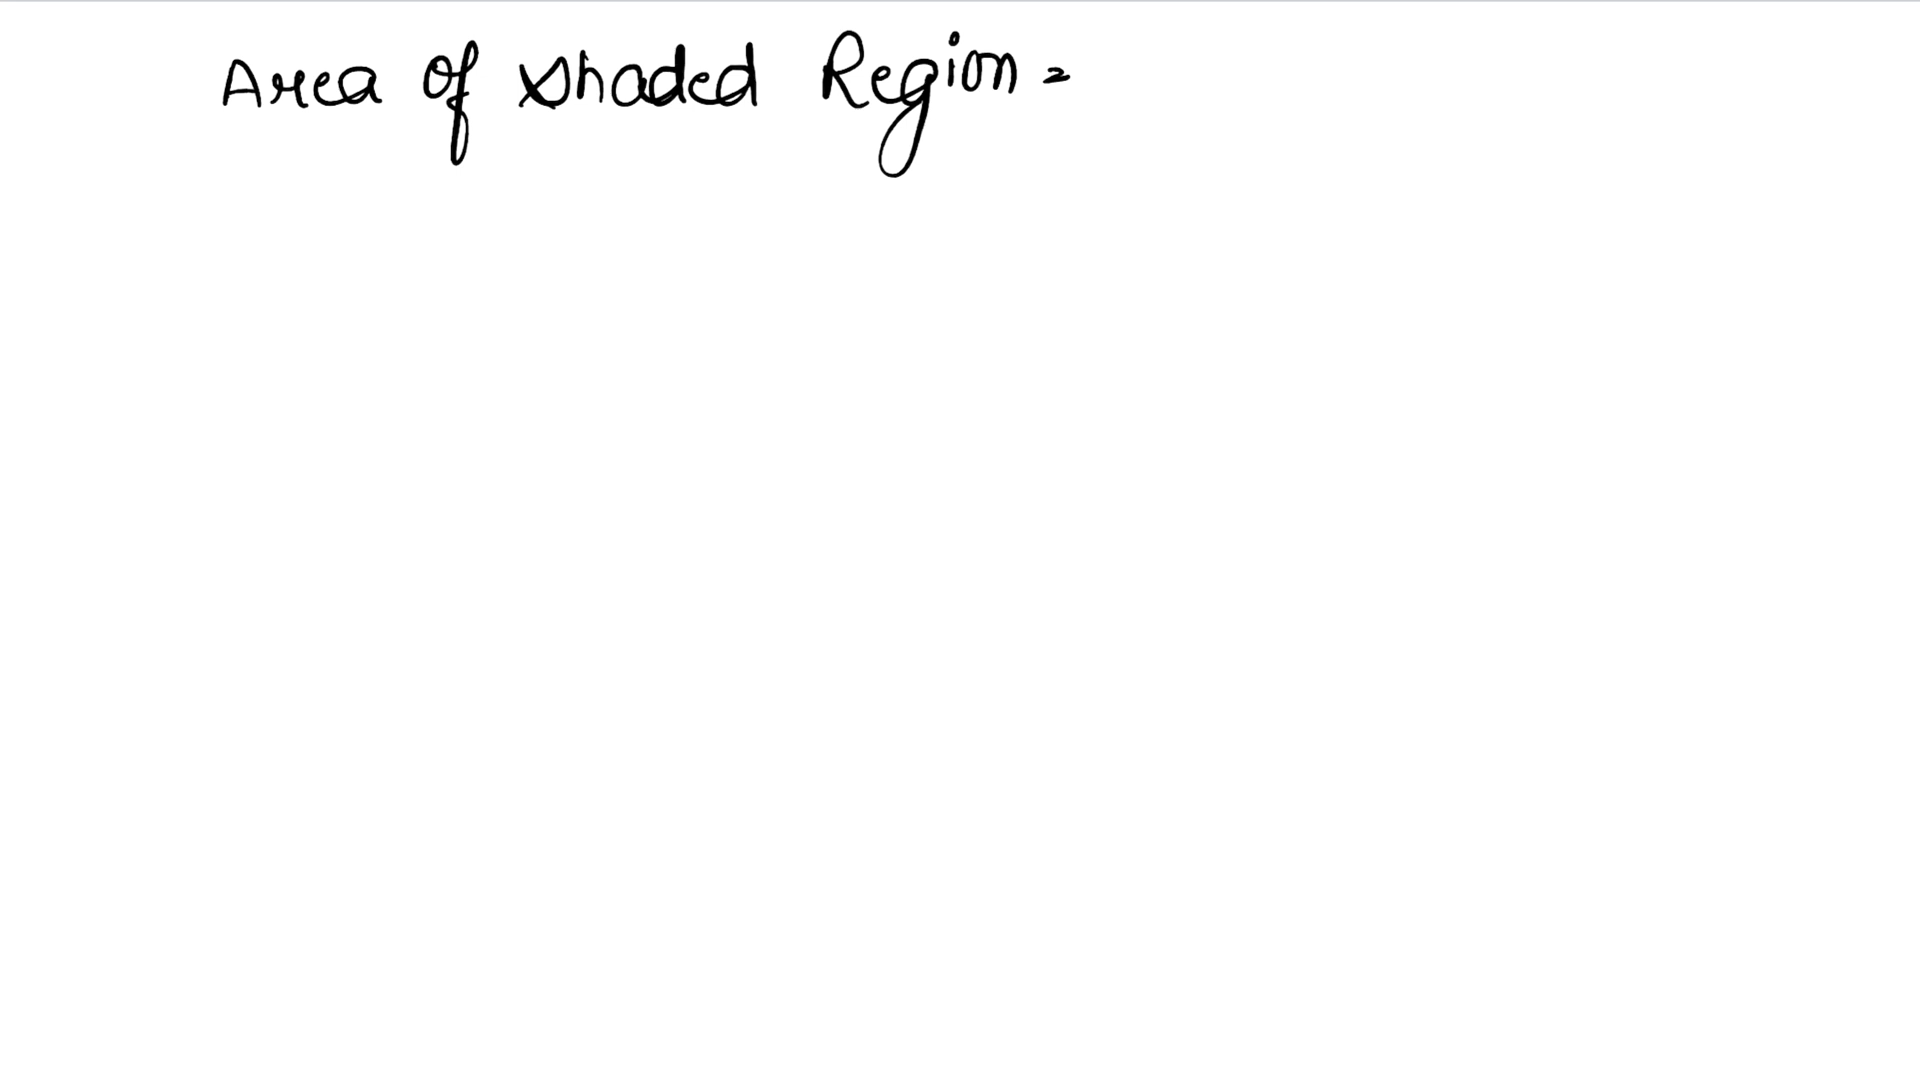 Area of shaded Region =